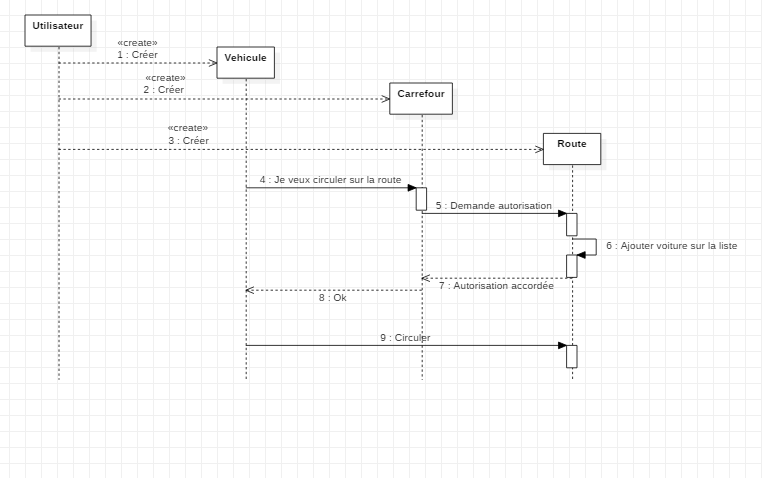 Utilisateur
«create»
1 : Créer
Vehicule
«create»
2 : Créer
Carrefour
«create»
3 : Créer
Route
4 : Je veux circuler sur la route
5 : Demande autorisation
6 : Ajouter voiture sur la liste
7 : Autorisation accordée
8 : Ok
9 : Circuler